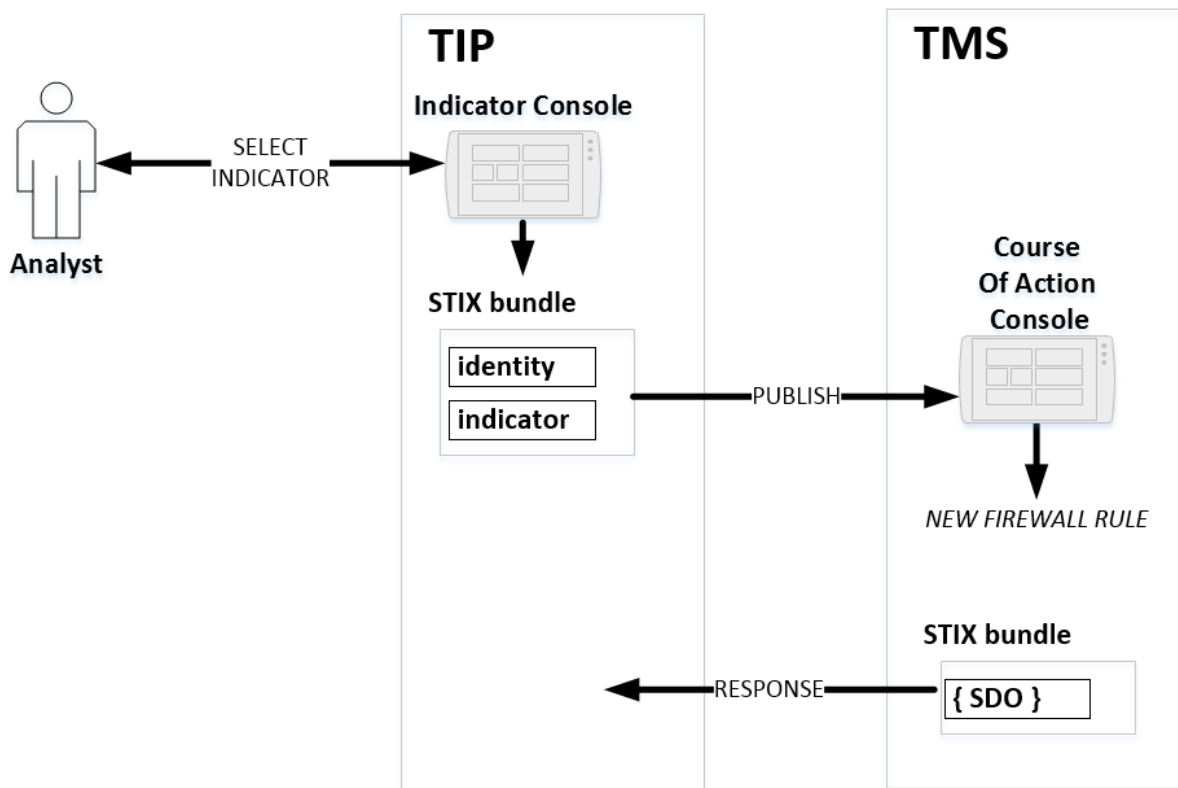 TIP
TMS
Indicator Console
SELECT
INDICATOR
Analyst
Course
Of Action
Console
STIX bundle
identity
indicator
PUBLISH
NEW FIREWALL RULE
STIX bundle
{ SDO }
RESPONSE